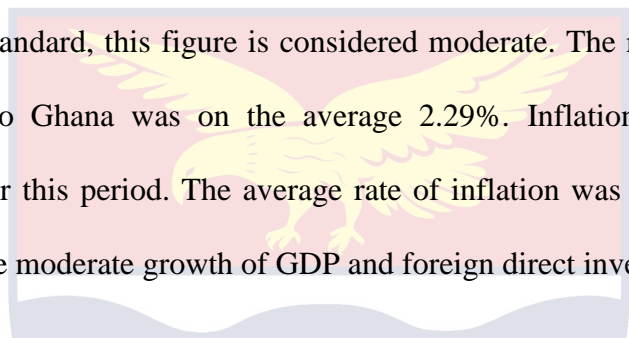 andard, this figure is considered moderate. The
o Ghana was on the average 2.29%. Inflation
r this period. The average rate of inflation was
e moderate growth of GDP and foreign direct inve